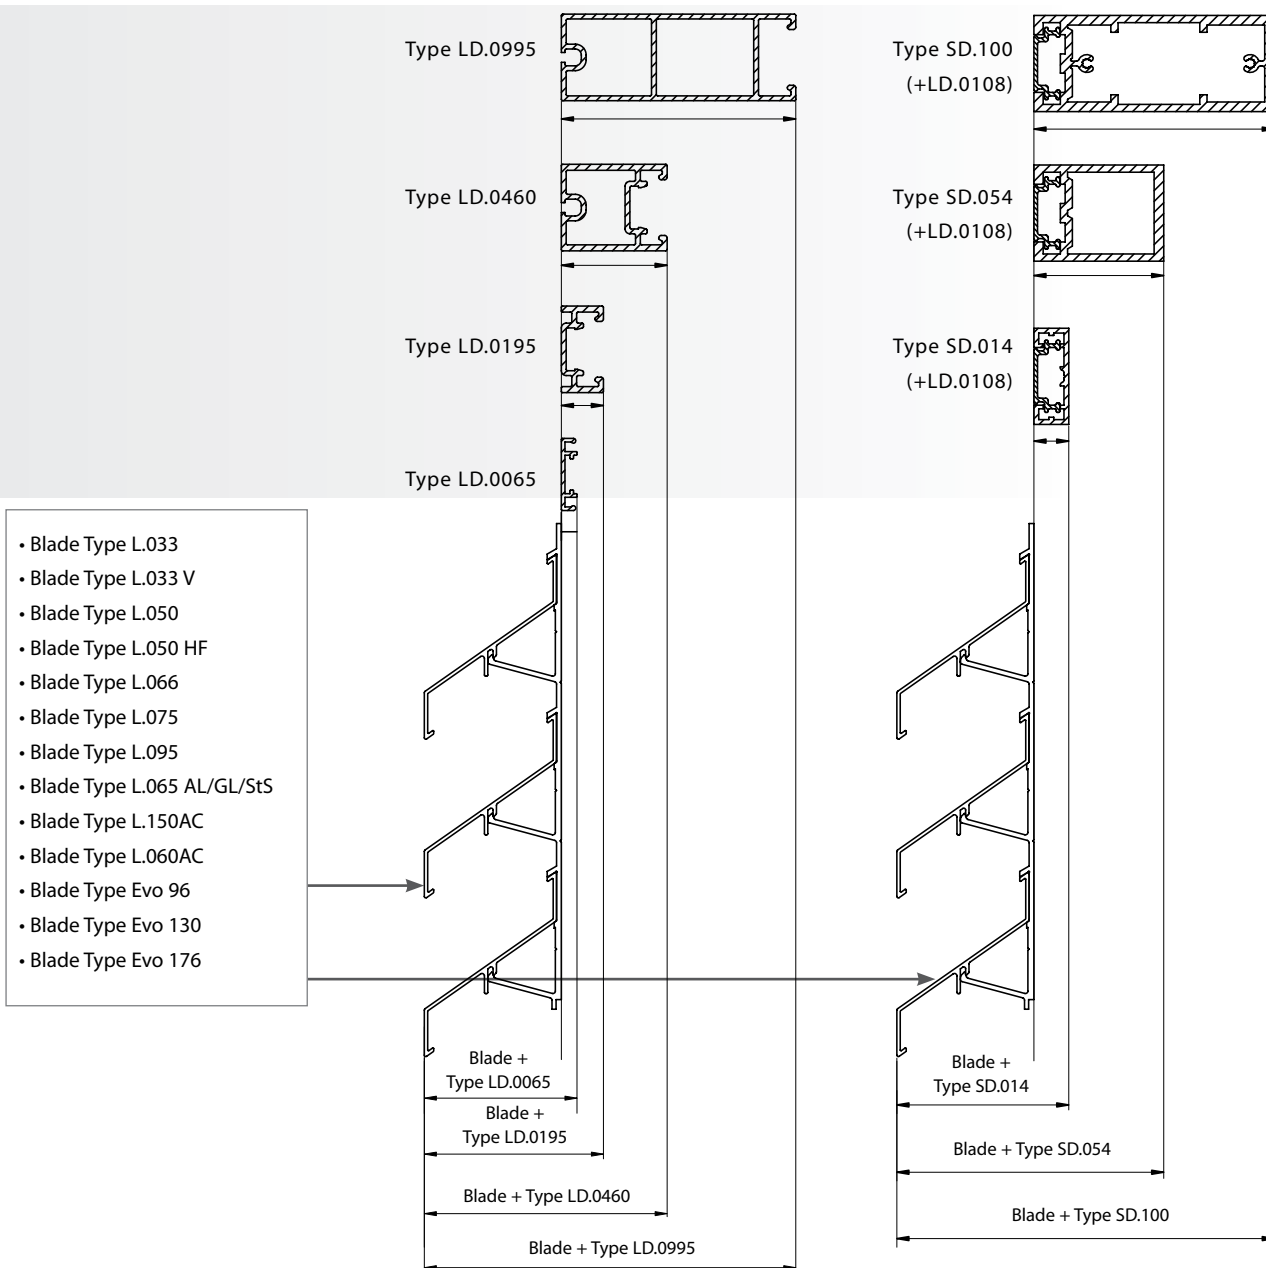 Type LD.0995
Type LD.0460
Type LD.0195
Type LD.0065
Type SD.100
(+LD.0108)
Type SD.054
(+LD.0108)
Type SD.014
(+LD.0108)
• Blade Type L.033
• Blade Type L.033 V
• Blade Type L.050
• Blade Type L.050 HF
• Blade Type L.066
• Blade Type L.075
• Blade Type L.095
• Blade Type L.065 AL/GL/StS
• Blade Type L.150AC
• Blade Type L.060AC
• Blade Type Evo 96
• Blade Type Evo 130
• Blade Type Evo 176
Blade +
Type LD.0065
Blade +
Type LD.0195
Blade + Type LD.0460
Blade + Type LD.0995
Blade +
Type SD.014
Blade + Type SD.054
Blade + Type SD.100